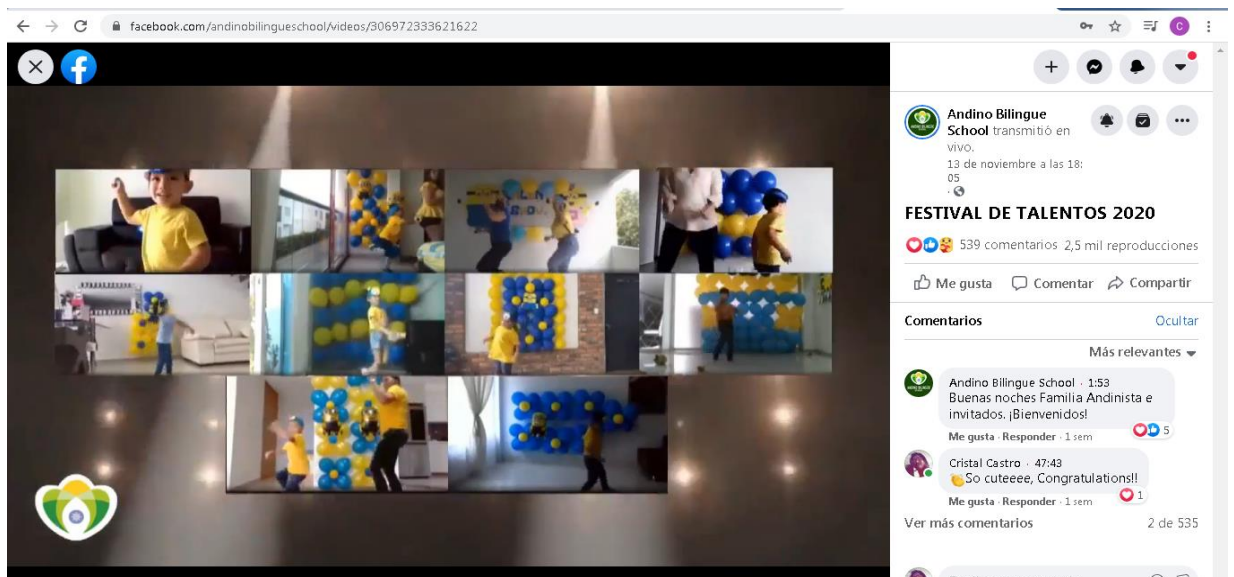 facebook.com/andinobilingueschool/videos/306972333621622
C
Andino Bilingue
School transmitió en
vivo.
13 de noviembre a las 18:
05
FESTIVAL DE TALENTOS 2020
539 comentarios 2,5 mil reproducciones
Me gusta Comentar Compartir
Comentarios Ocultar
Más relevantes
Andino Bilingue School · 1:53
Buenas noches Familia Andinista e
invitados. ¡Bienvenidos!
5
Me gusta · Responder · 1 sem
Cristal Castro · 47:43
👏So cuteeee, Congratulations!!
1
Me gusta · Responder · 1 sem
Ver más comentarios 2 de 535